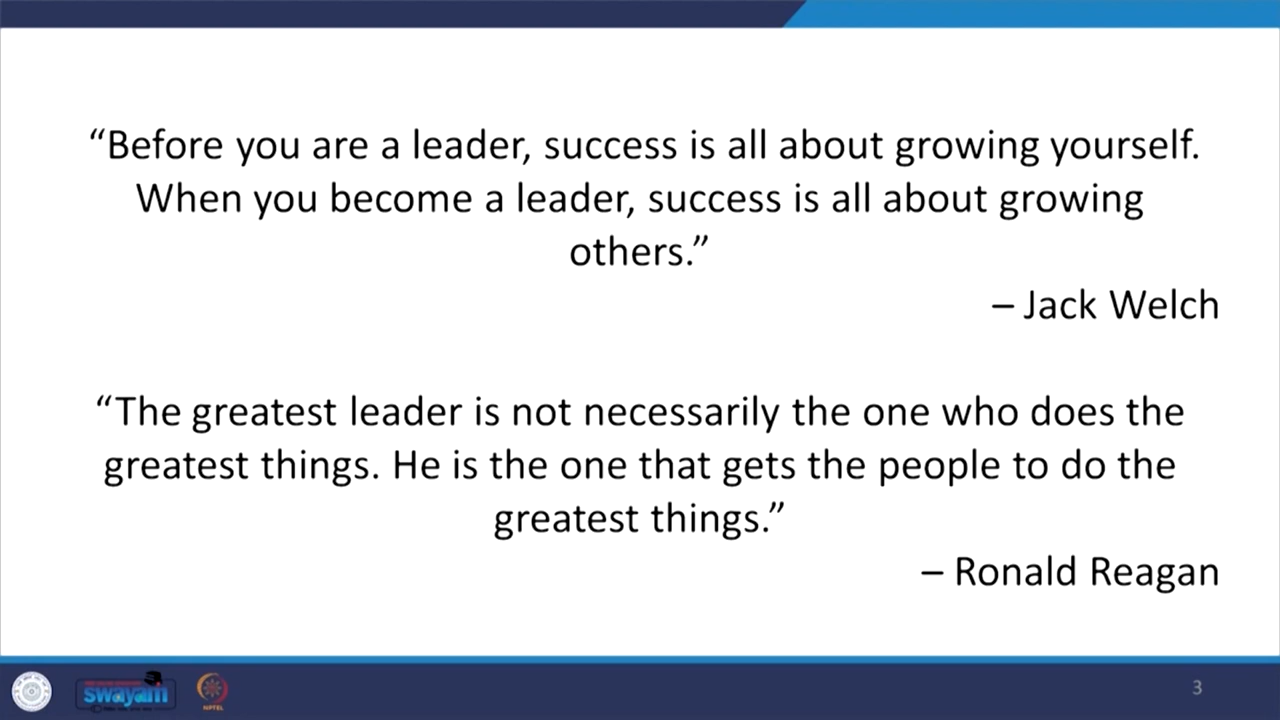 “Before you are a leader, success is all about growing yourself.
When you become a leader, success is all about growing
others.”
– Jack Welch
“The greatest leader is not necessarily the one who does the
greatest things. He is the one that gets the people to do the
greatest things.”
– Ronald Reagan
swayam
NPTEL
3